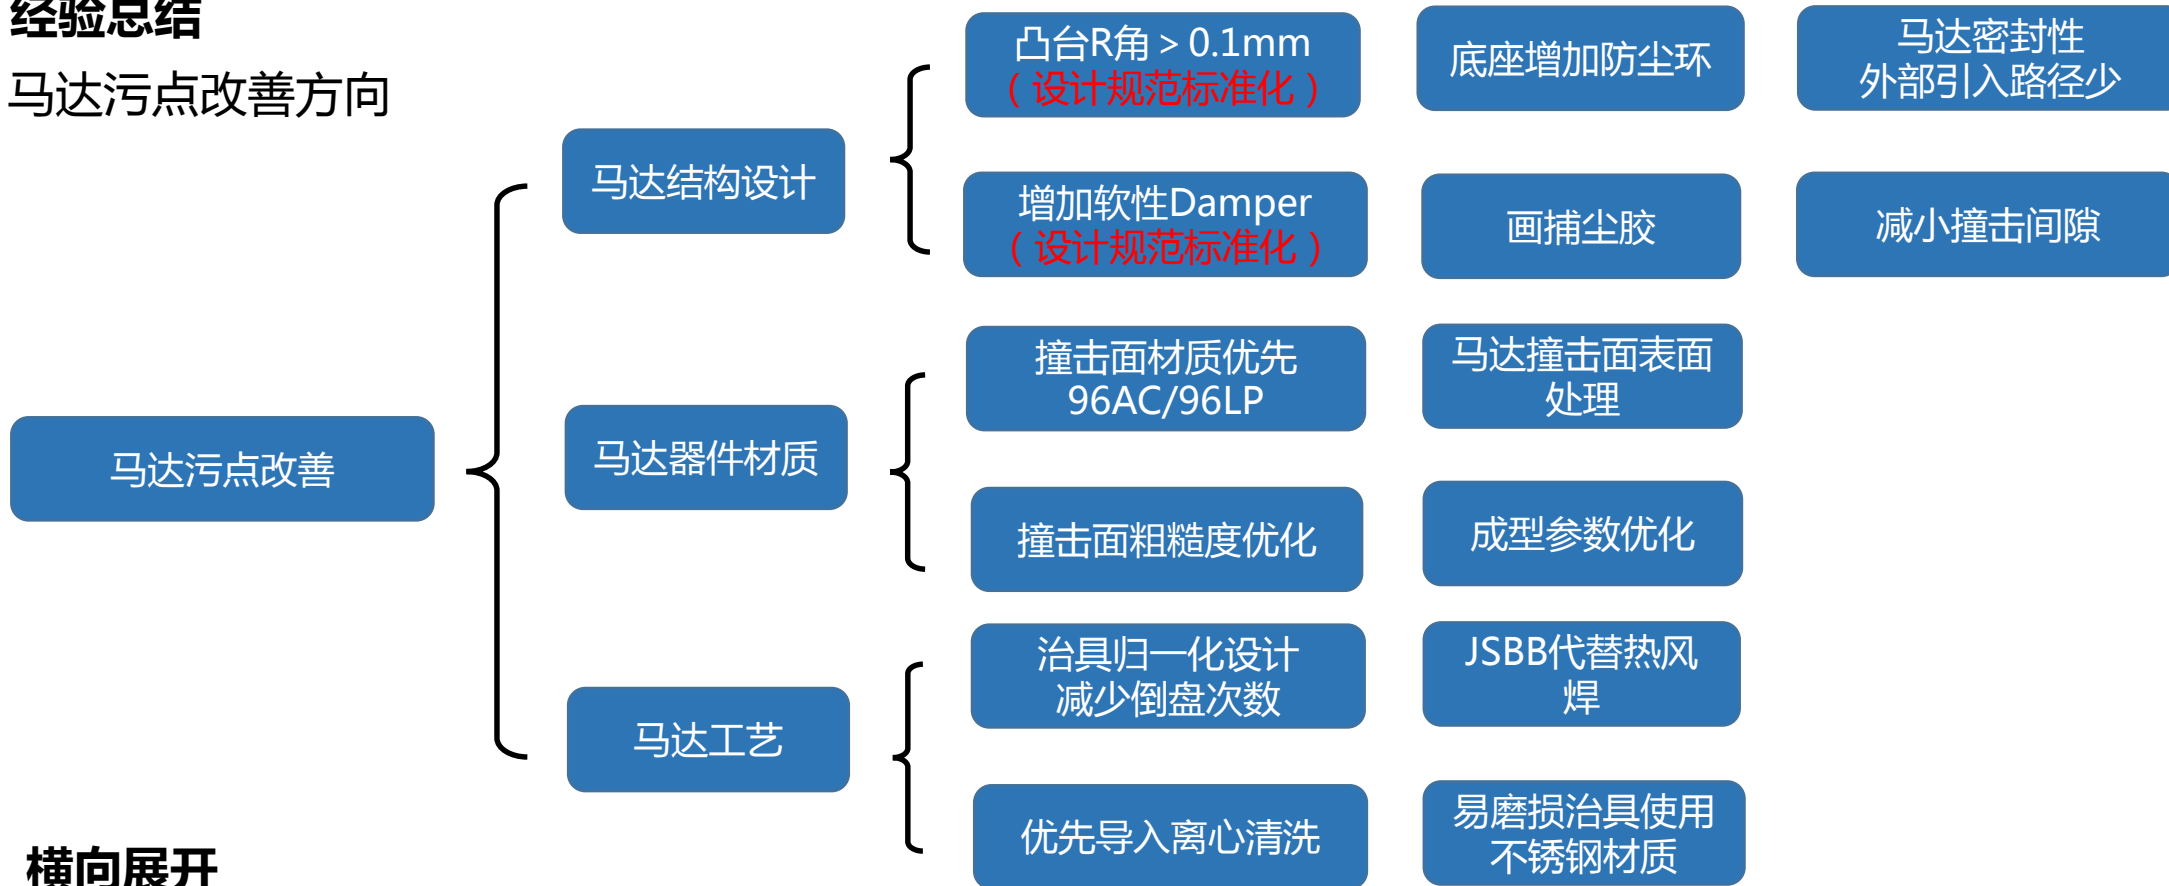 经验总结
马达污点改善方向
凸台R角＞0.1mm
（设计规范标准化）
底座增加防尘环
马达密封性
外部引入路径少
马达结构设计
增加软性Damper
（设计规范标准化）
画捕尘胶
减小撞击间隙
马达污点改善
马达器件材质
撞击面材质优先
96AC/96LP
马达撞击面表面
处理
撞击面粗糙度优化
成型参数优化
马达工艺
治具归一化设计
减少倒盘次数
JSBB代替热风
焊
优先导入离心清洗
易磨损治具使用
不锈钢材质
横向展开